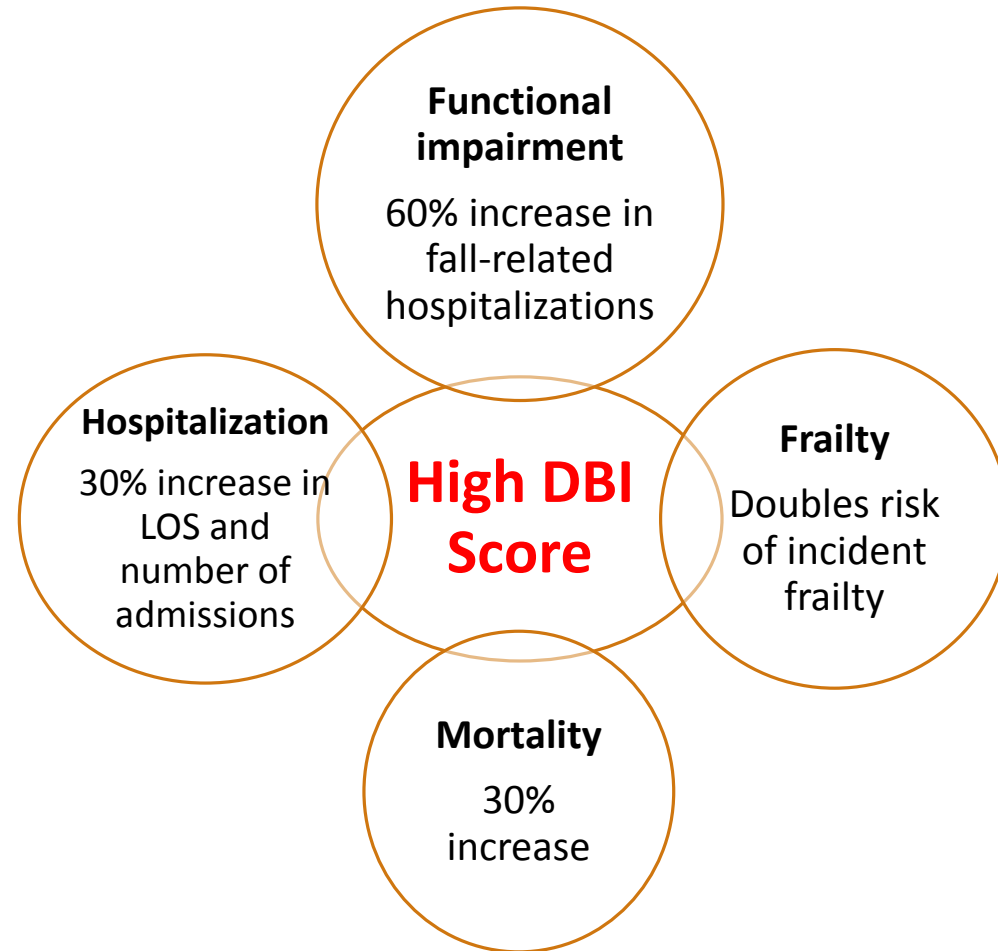 Functional
impairment
60% increase in
fall-related
hospitalizations
Hospitalization
30% increase in
LOS and
number of
admissions
High DBI
Score
Frailty
Doubles risk
of incident
frailty
Mortality
30%
increase